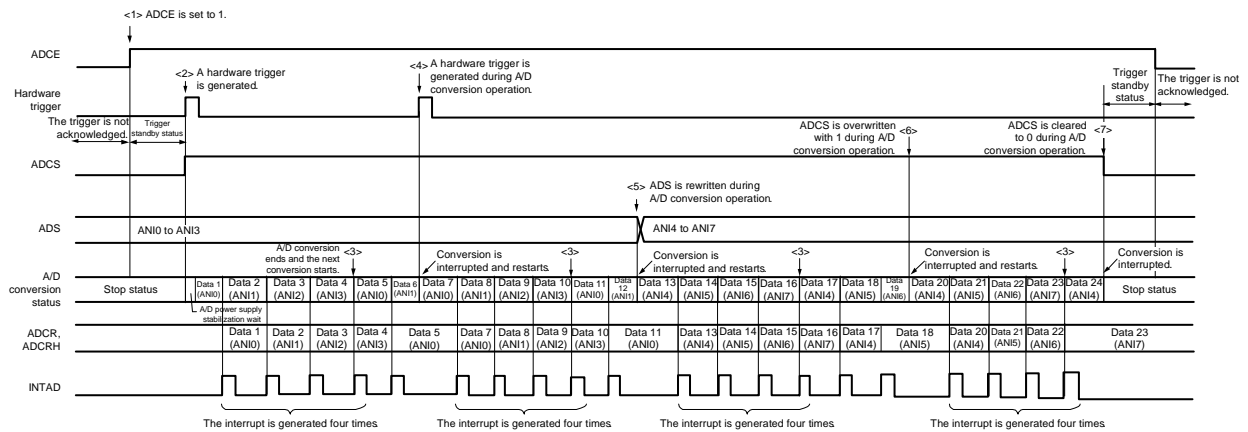 <1> ADCE is set to 1.
ADCE
<2> A hardware trigger
is generated.
<4> A hardware trigger is
generated during A/D
conversion operation.
Trigger
standby
status
The trigger is not
acknowledged.
Hardware
trigger
The trigger is not
acknowledged.
Trigger
standby status
ADCS is overwritten
with 1 during A/D
conversion operation.
<6>
ADCS is cleared
to 0 during A/D
conversion operation.
<7>
ADCS
<5> ADS is rewritten during
A/D conversion operation.
ADS
ANI0 to ANI3
ANI4 to ANI7
A/D conversion
ends and the next
conversion starts.
<3>
Conversion is
interrupted and restarts.
<3>
Conversion is
interrupted and restarts.
<3>
Conversion is
interrupted and restarts.
<3>
Conversion is
interrupted.
A/D
conversion
status
Stop status
Data 1
(ANI0)
Data 2
(ANI1)
Data 3
(ANI2)
Data 4
(ANI3)
Data 5
(ANI0)
Data 6
(ANI1)
Data 7
(ANI0)
Data 8
(ANI1)
Data 9
(ANI2)
Data 10
(ANI3)
Data 11
(ANI0)
Data
12
(ANI1)
Data 13
(ANI4)
Data 14
(ANI5)
Data 15
(ANI6)
Data 16
(ANI7)
Data 17
(ANI4)
Data 18
(ANI5)
Data
19
(ANI6)
Data 20
(ANI4)
Data 21
(ANI5)
Data 22
(ANI6)
Data 23
(ANI7)
Data 24
(ANI4)
Stop status
A/D power supply
stabilization wait
ADCR,
ADCRH
Data 1
(ANI0)
Data 2
(ANI1)
Data 3
(ANI2)
Data 4
(ANI3)
Data 5
(ANI0)
Data 7
(ANI0)
Data 8
(ANI1)
Data 9
(ANI2)
Data 10
(ANI3)
Data 11
(ANI0)
Data 13
(ANI4)
Data 14
(ANI5)
Data 15
(ANI6)
Data 16
(ANI7)
Data 17
(ANI4)
Data 18
(ANI5)
Data 20
(ANI4)
Data 21
(ANI5)
Data 22
(ANI6)
Data 23
(ANI7)
INTAD
The interrupt is generated four times.
The interrupt is generated four times.
The interrupt is generated four times.
The interrupt is generated four times.